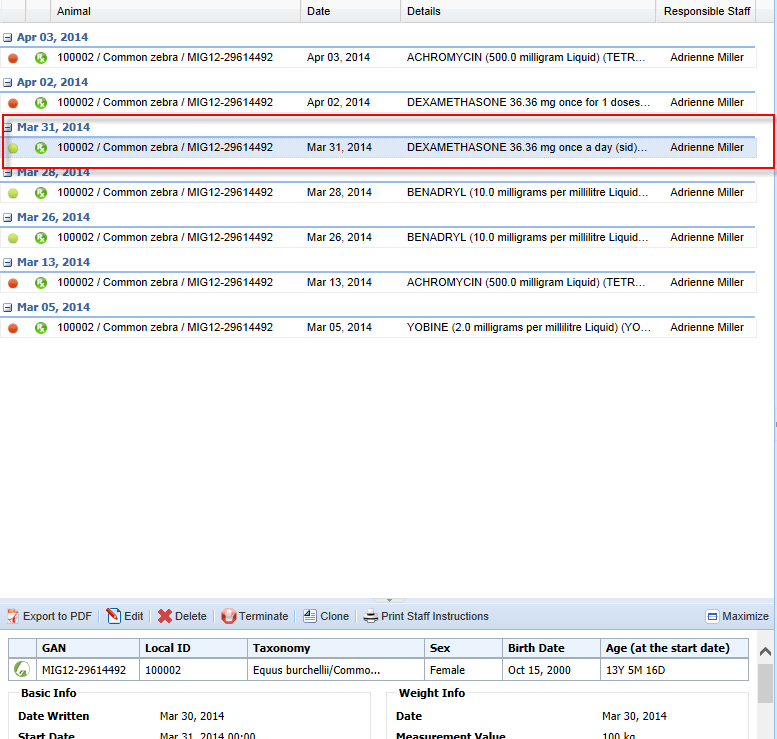 Animal Date Details Responsible Staff
Apr 03, 2014
100002 / Common zebra / MIG12-29614492 Apr 03, 2014 ACHROMYCIN (500.0 milligram Liquid) (TETR... Adrienne Miller
Apr 02, 2014
100002 / Common zebra / MIG12-29614492 Apr 02, 2014 DEXAMETHASONE 36.36 mg once for 1 doses... Adrienne Miller
Mar 31, 2014
100002 / Common zebra / MIG12-29614492 Mar 31, 2014 DEXAMETHASONE 36.36 mg once a day (sid)... Adrienne Miller
Mar 28, 2014
100002 / Common zebra / MIG12-29614492 Mar 28, 2014 BENADRYL (10.0 milligrams per millilitre Liquid... Adrienne Miller
Mar 26, 2014
100002 / Common zebra / MIG12-29614492 Mar 26, 2014 BENADRYL (10.0 milligrams per millilitre Liquid... Adrienne Miller
Mar 13, 2014
100002 / Common zebra / MIG12-29614492 Mar 13, 2014 ACHROMYCIN (500.0 milligram Liquid) (TETR... Adrienne Miller
Mar 05, 2014
100002 / Common zebra / MIG12-29614492 Mar 05, 2014 YOBINE (2.0 milligrams per millilitre Liquid) (YO... Adrienne Miller
Export to PDF Edit Delete Terminate Clone Print Staff Instructions Maximize
GAN Local ID Taxonomy Sex Birth Date Age (at the start date)
MIG12-29614492 100002 Equus burchellii/Commo... Female Oct 15, 2000 13Y 5M 16D
Basic Info Weight Info
Date Written Mar 30, 2014 Date Mar 30, 2014
Start Date Mar 31, 2014 00:00 Measurement Value 100 kg